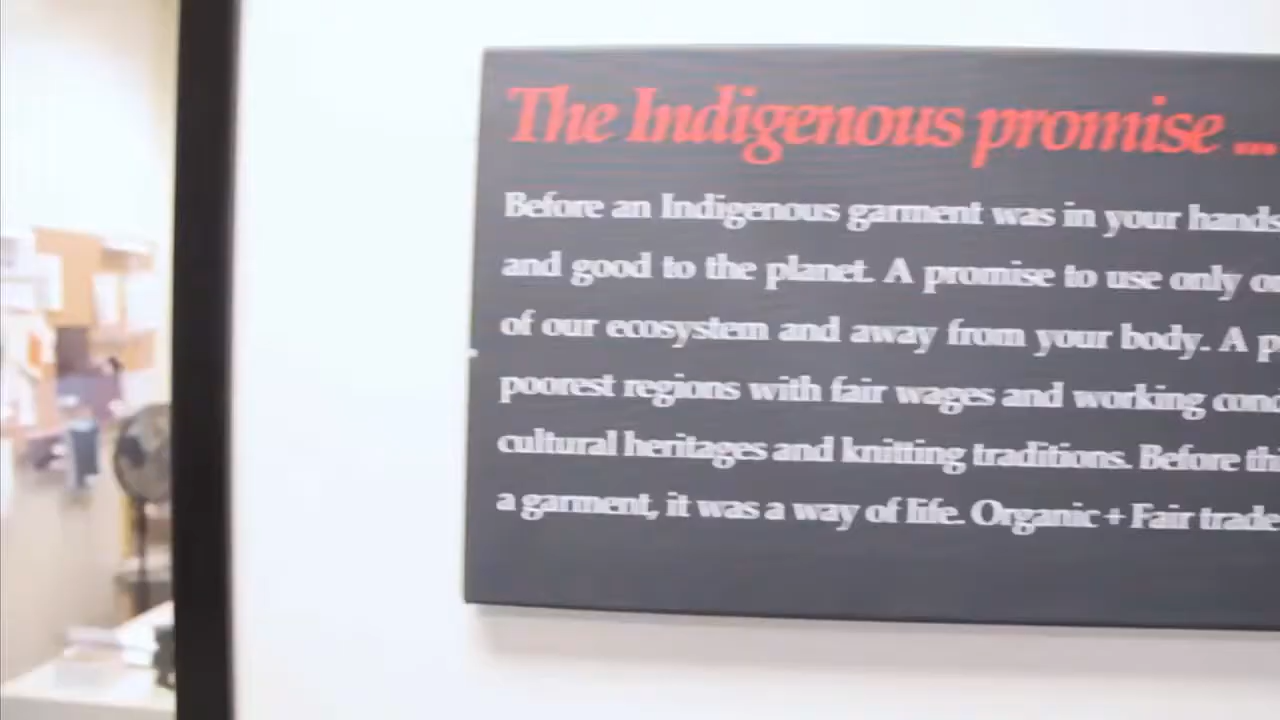 The Indigenous promise ...
Before an Indigenous garment was in your hands
and good to the planet. A promise to use only
of our ecosystem and away from your body. A
poorest regions with fair wages and working
cultural heritages and knitting traditions. Before
a garment, it was a way of life. Organic + Fair trade